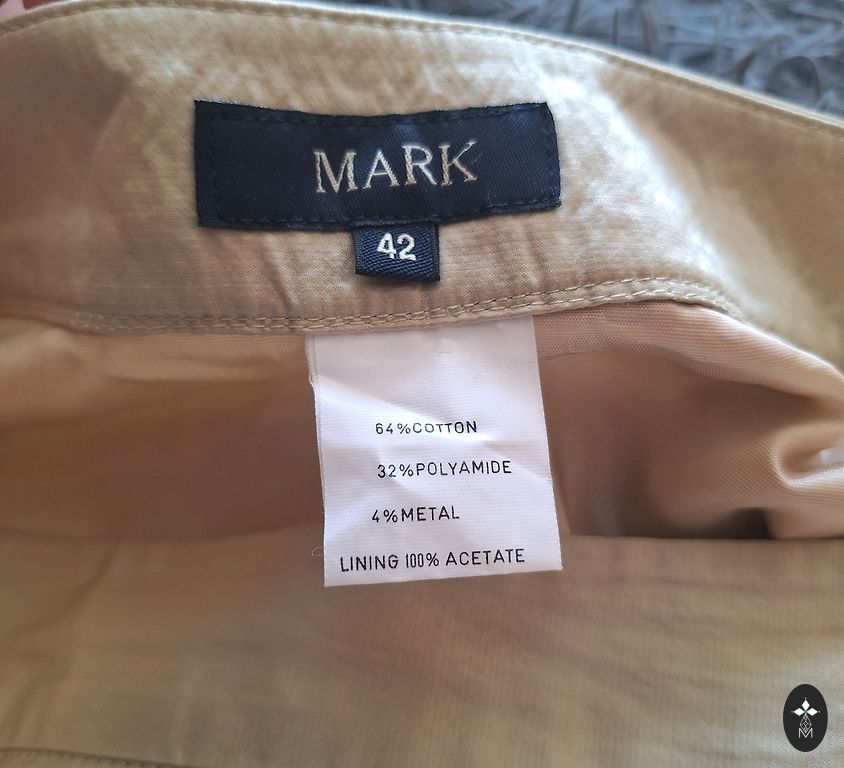 MARK
42
64%COTTON
32%POLYAMIDE
4%METAL
LINING 100% ACETATE
M